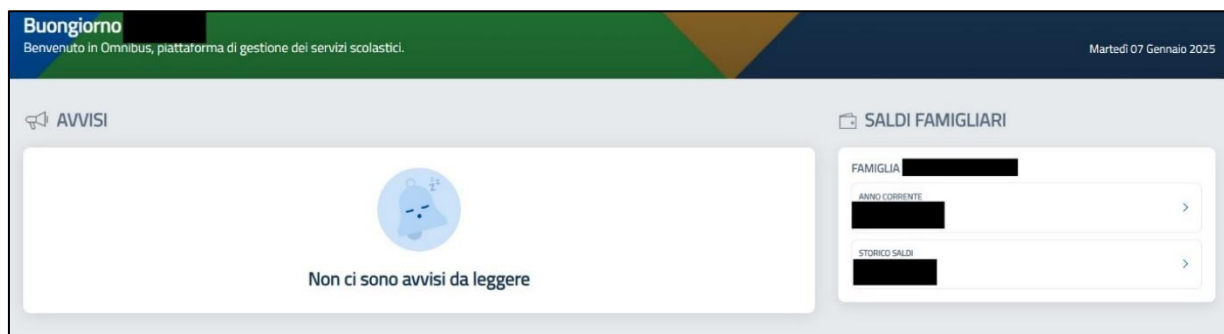 Buongiorno
Benvenuto in Omnibus, piattaforma di gestione dei servizi scolastici.
Martedì 07 Gennaio 2025
AVVISI
z z z
Non ci sono avvisi da leggere
SALDI FAMIGLIARI
FAMIGLIA
ANNO CORRENTE
STORICO SALDI